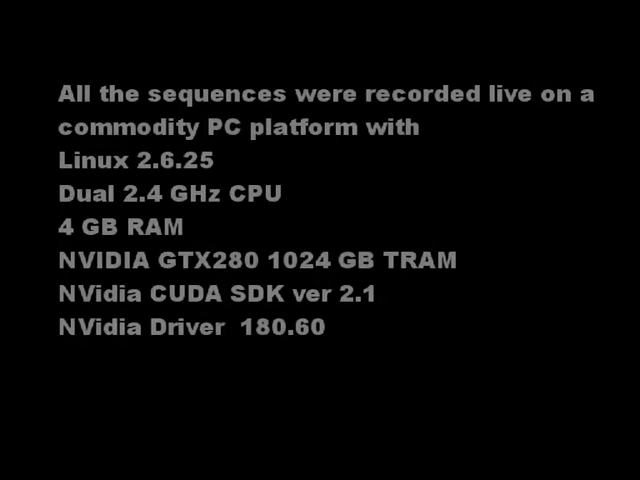 All the sequences were recorded live on a
commodity PC platform with
Linux 2.6.25
Dual 2.4 GHz CPU
4 GB RAM
NVIDIA GTX280 1024 GB TRAM
NVidia CUDA SDK ver 2.1
NVidia Driver  180.60